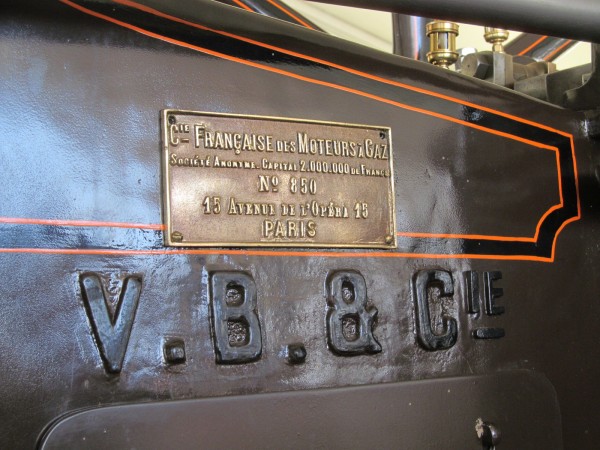 Cie FRANÇAISE DES MOTEURS À GAZ
SOCIÉTÉ ANONYME. CAPITAL 2.000.000 DE FRANCS
No 850
15 AVENUE DE L'OPÉRA 15
PARIS
V.B.& CIE